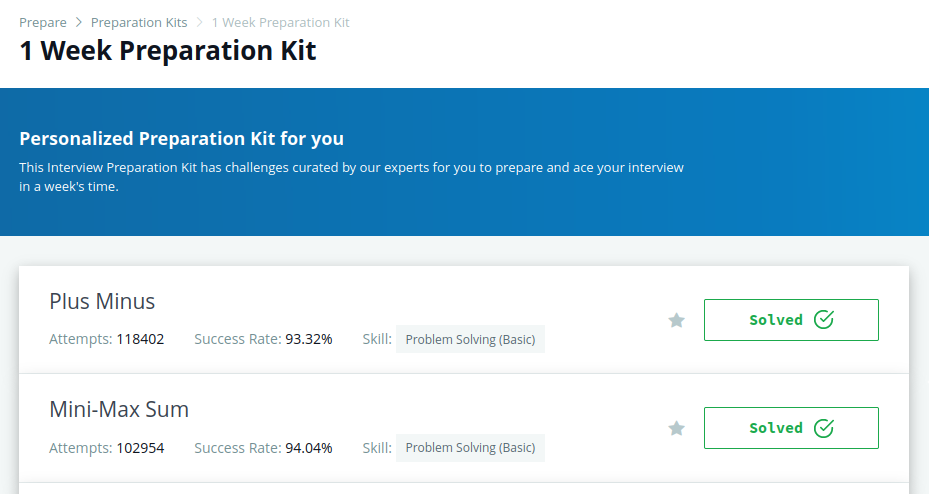 Prepare > Preparation Kits > 1 Week Preparation Kit
1 Week Preparation Kit
Personalized Preparation Kit for you
This Interview Preparation Kit has challenges curated by our experts for you to prepare and ace your interview
in a week's time.
Plus Minus
Attempts: 118402 Success Rate: 93.32% Skill: Problem Solving (Basic)
Solved
Mini-Max Sum
Attempts: 102954 Success Rate: 94.04% Skill: Problem Solving (Basic)
Solved